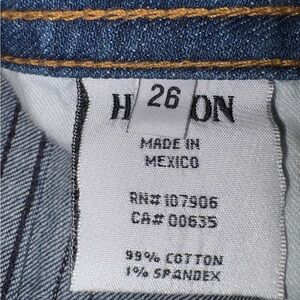 H 26 ON
MADE IN
MEXICO
RN# 107906
CA# 00635
99% COTTON
1% SPANDEX